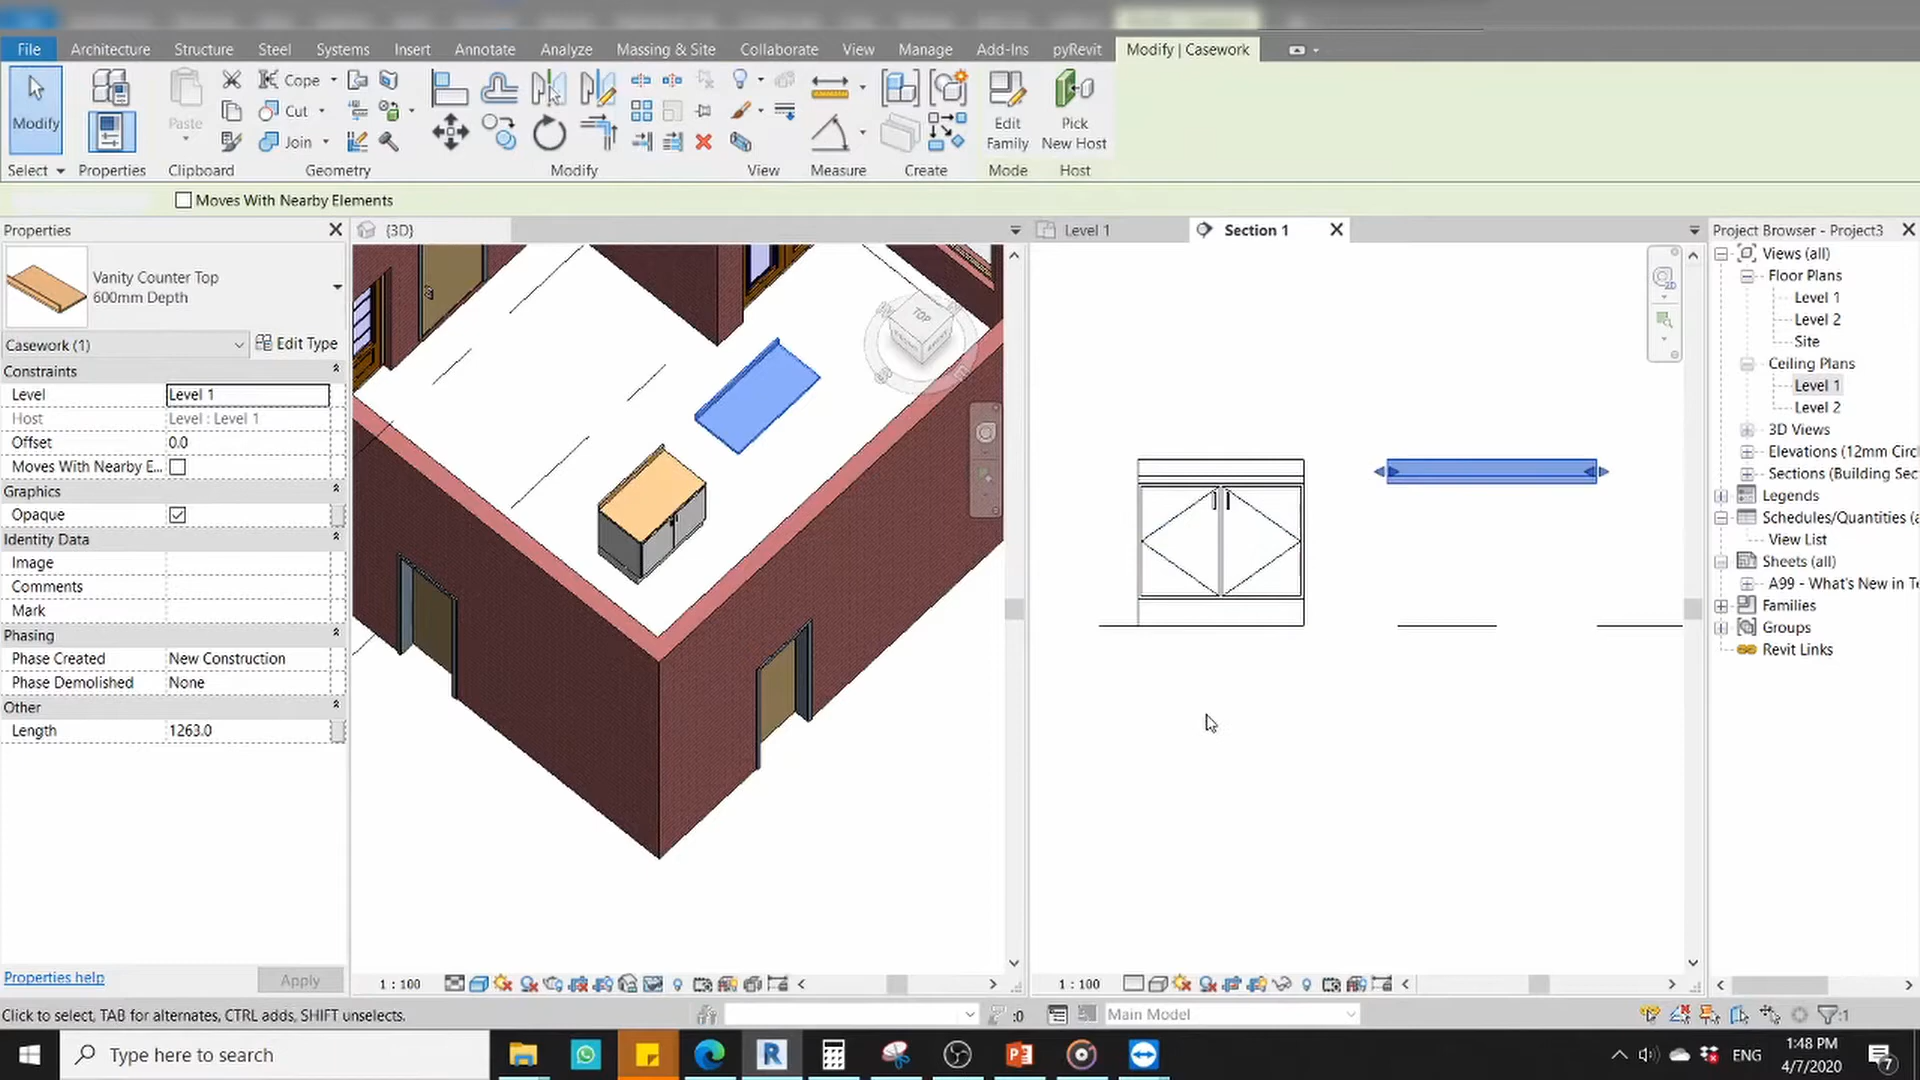 File Architecture Structure Steel Systems Insert Annotate Analyze Massing & Site Collaborate View Manage Add-Ins pyRevit Modify | Casework
Modify
Paste
Cope
Cut
Join
Edit Family
Pick New Host
Select Properties Clipboard Geometry Modify View Measure Create Mode Host
Moves With Nearby Elements
Properties
Vanity Counter Top
600mm Depth
Casework (1) Edit Type
Constraints
Level Level 1
Host Level : Level 1
Offset 0.0
Moves With Nearby E...
Graphics
Opaque
Identity Data
Image
Comments
Mark
Phasing
Phase Created New Construction
Phase Demolished None
Other
Length 1263.0
Properties help Apply
{3D}
TOP
1 : 100
Level 1 Section 1
2D
1 : 100
Project Browser - Project3
Views (all)
Floor Plans
Level 1
Level 2
Site
Ceiling Plans
Level 1
Level 2
3D Views
Elevations (12mm Circl
Sections (Building Sec
Legends
Schedules/Quantities (a
View List
Sheets (all)
A99 - What's New in Te
Families
Groups
Revit Links
Click to select, TAB for alternates, CTRL adds, SHIFT unselects.
:0
Main Model
:1
Type here to search
ENG
1:48 PM
4/7/2020
7